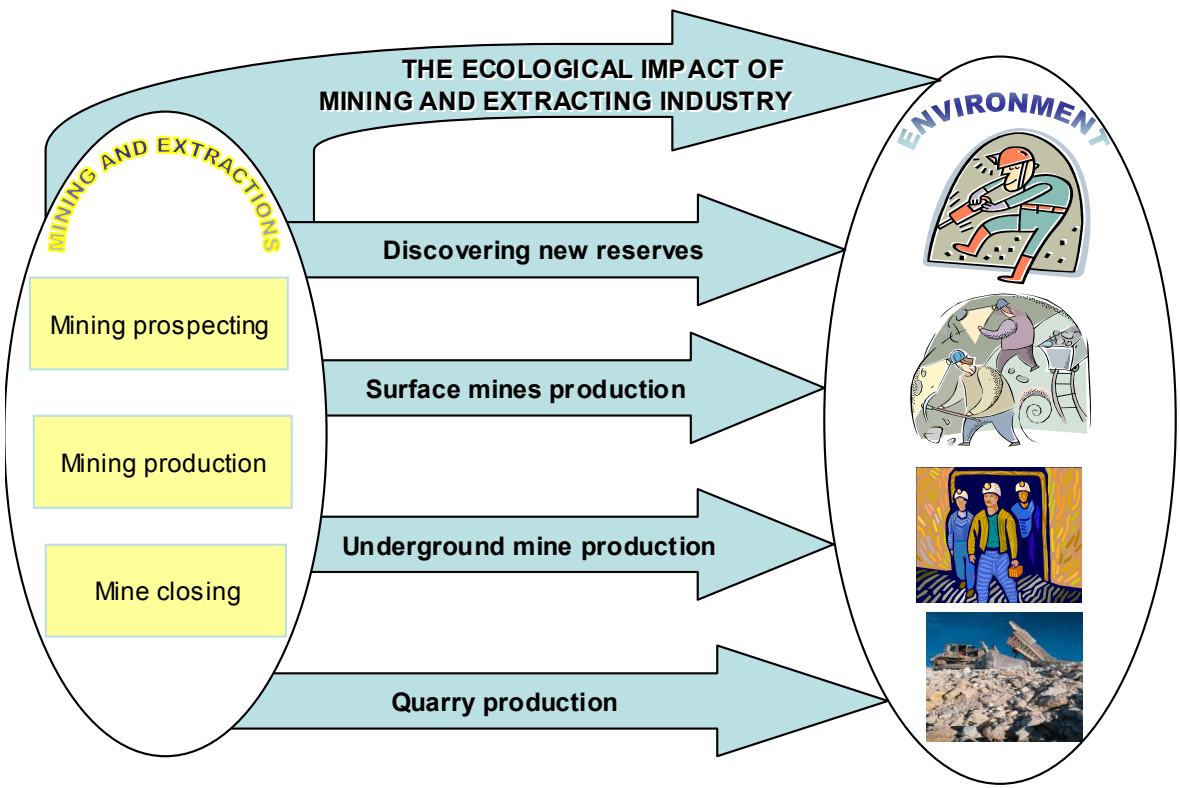 THE ECOLOGICAL IMPACT OF
MINING AND EXTRACTING INDUSTRY
MINING AND EXTRACTIONS
ENVIRONMENT
Discovering new reserves
Mining prospecting
Surface mines production
Mining production
Underground mine production
Mine closing
Quarry production